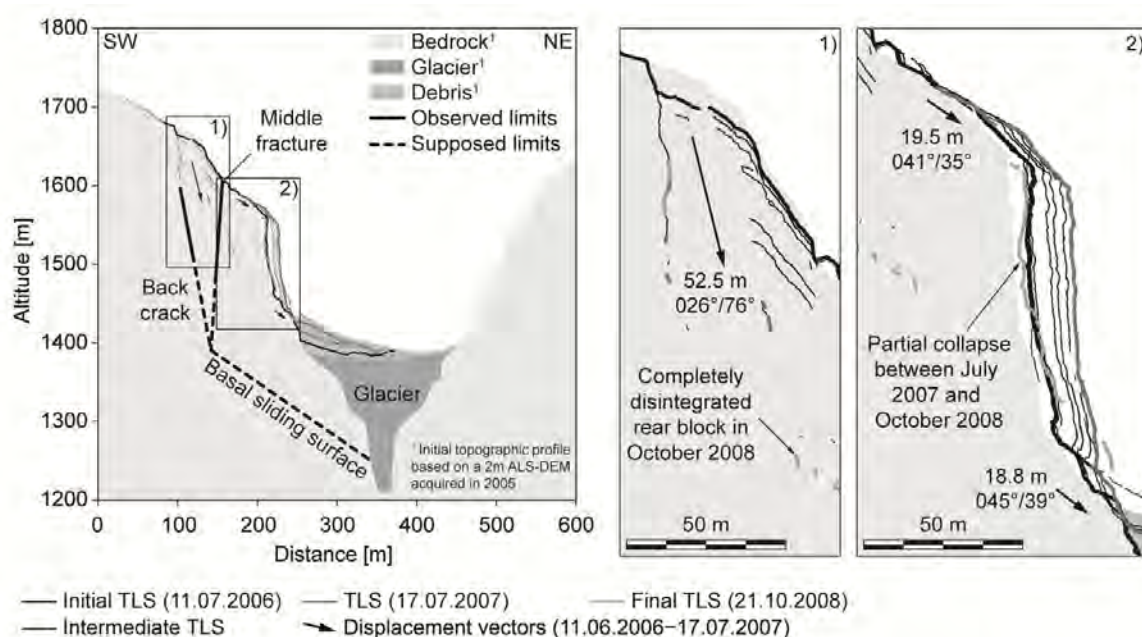 1800
1700
1600
1500
1400
1300
1200
Altitude [m]
0
100
200
300
400
500
600
Distance [m]
SW
NE
Bedrock¹
Glacier¹
Debris¹
Observed limits
Supposed limits
1)
Middle
fracture
2)
Back
crack
Basal sliding surface
Glacier
¹ Initial topographic profile
based on a 2m ALS-DEM
acquired in 2005
1)
52.5 m
026°/76°
Completely
disintegrated
rear block in
October 2008
50 m
2)
19.5 m
041°/35°
Partial collapse
between July
2007 and
October 2008
18.8 m
045°/39°
50 m
Initial TLS (11.07.2006)
TLS (17.07.2007)
Final TLS (21.10.2008)
Intermediate TLS
Displacement vectors (11.06.2006–17.07.2007)